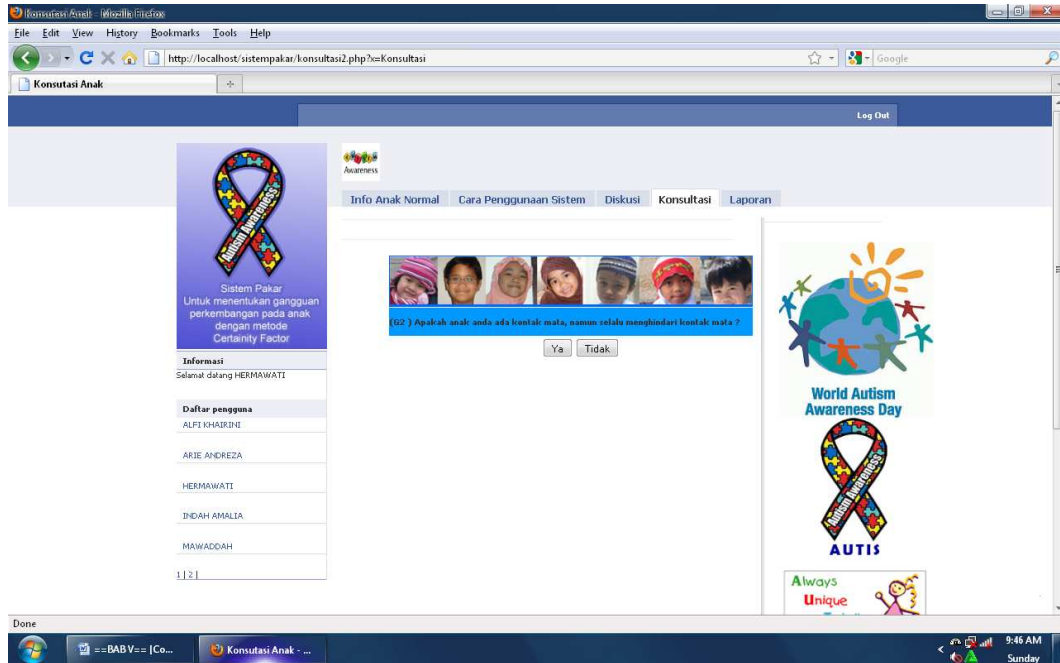 Konsutasi Anak - Mozilla Firefox
File Edit View History Bookmarks Tools Help
http://localhost/sistempakar/konsultasi2.php?x=Konsultasi
Google
Konsutasi Anak
Log Out
Autism Awareness
Sistem Pakar
Untuk menentukan gangguan
perkembangan pada anak
dengan metode
Certainity Factor
Informasi
Selamat datang HERMAWATI
Daftar pengguna
ALFI KHAIRINI
ARIE ANDREZA
HERMAWATI
INDAH AMALIA
MAWADDAH
1 | 2 |
Awareness
Info Anak Normal Cara Penggunaan Sistem Diskusi Konsultasi Laporan
(G2 ) Apakah anak anda ada kontak mata, namun selalu menghindari kontak mata ?
Ya Tidak
World Autism
Awareness Day
Autism Awareness
AUTIS
Always
Unique
Done
==BAB V== [Co...
Konsutasi Anak - ...
9:46 AM
Sunday